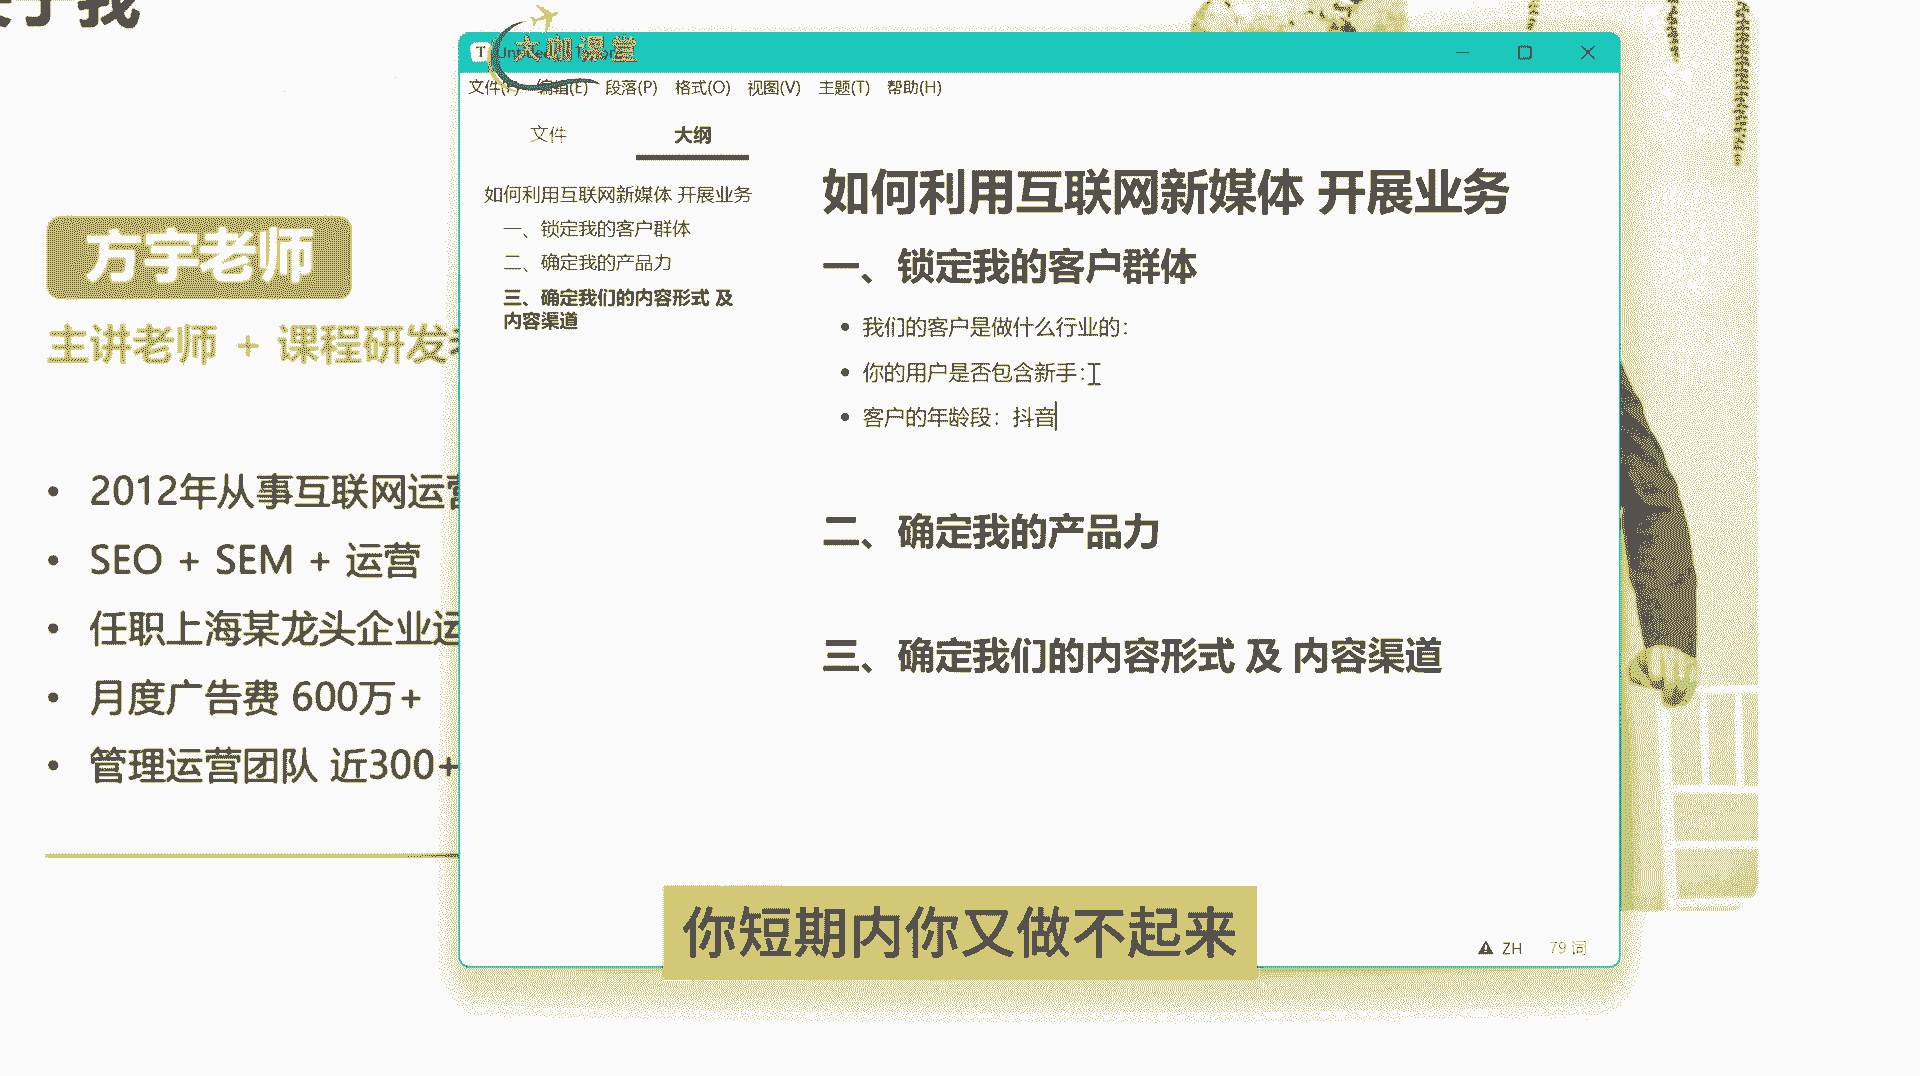 关于我
方宇老师
主讲老师 + 课程研发
2012年从事互联网运营
SEO + SEM + 运营
任职上海某龙头企业运
月度广告费 600万+
管理运营团队 近300+
大咖课堂
文件(F) 编辑(E) 段落(P) 格式(O) 视图(V) 主题(T) 帮助(H)
文件 大纲
如何利用互联网新媒体 开展业务
一、锁定我的客户群体
二、确定我的产品力
三、确定我们的内容形式 及
内容渠道
如何利用互联网新媒体 开展业务
一、锁定我的客户群体
我们的客户是做什么行业的：
你的用户是否包含新手：
客户的年龄段：抖音
二、确定我的产品力
三、确定我们的内容形式 及 内容渠道
ZH 79 词
你短期内你又做不起来